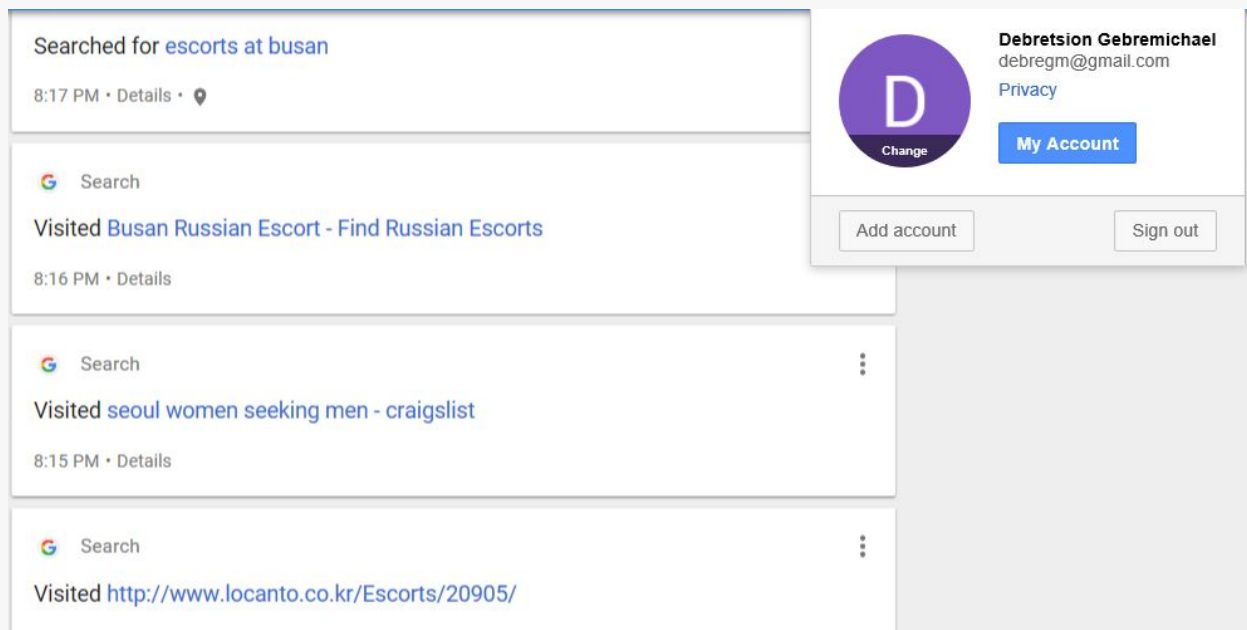 Searched for escorts at busan
8:17 PM • Details •
Search
Visited Busan Russian Escort - Find Russian Escorts
8:16 PM • Details
Search
Visited seoul women seeking men - craigslist
8:15 PM • Details
Search
Visited http://www.locanto.co.kr/Escorts/20905/
D
Change
Debretsion Gebremichael
debregm@gmail.com
Privacy
My Account
Add account
Sign out